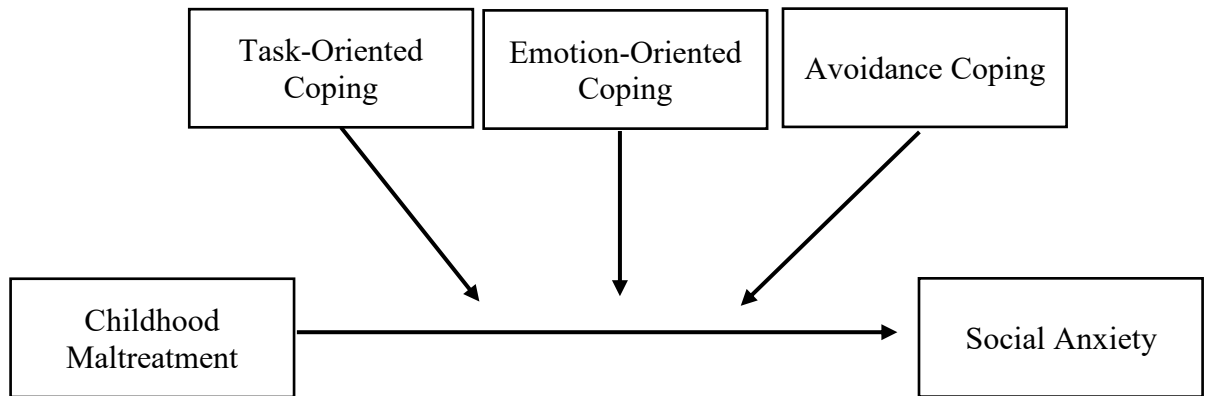 Task-Oriented
Coping
Emotion-Oriented
Coping
Avoidance Coping
Childhood
Maltreatment
Social Anxiety